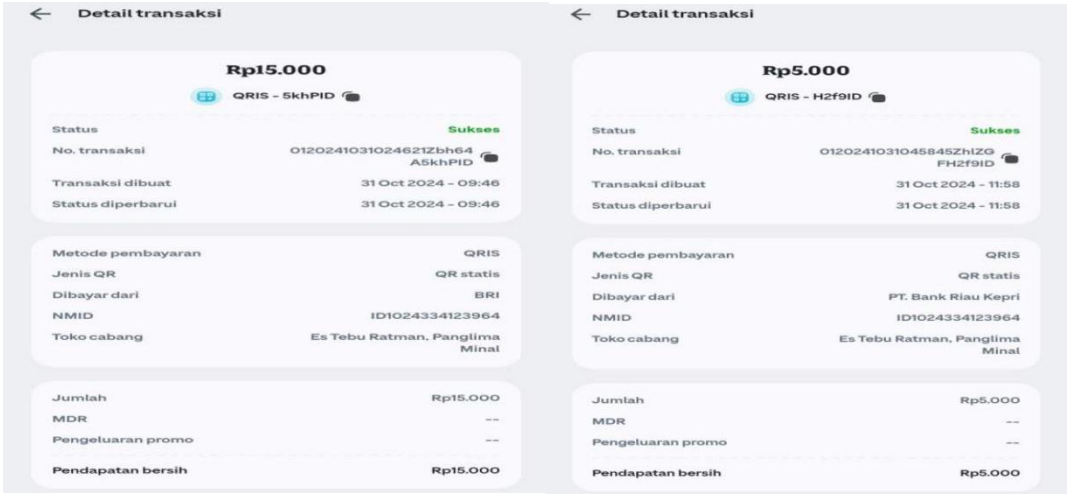 Detail transaksi
Rp15.000
QRIS - 5khPID
Status Sukses
No. transaksi 0120241031024621Zbh64
A5khPID
Transaksi dibuat 31 Oct 2024 - 09:46
Status diperbarui 31 Oct 2024 - 09:46
Metode pembayaran QRIS
Jenis QR QR statis
Dibayar dari BRI
NMID ID1024334123964
Toko cabang Es Tebu Ratman, Panglima
Minal
Jumlah Rp15.000
MDR --
Pengeluaran promo --
Pendapatan bersih Rp15.000
Detail transaksi
Rp5.000
QRIS - H2f9ID
Status Sukses
No. transaksi 0120241031045845ZhlZG
FH2f9ID
Transaksi dibuat 31 Oct 2024 - 11:58
Status diperbarui 31 Oct 2024 - 11:58
Metode pembayaran QRIS
Jenis QR QR statis
Dibayar dari PT. Bank Riau Kepri
NMID ID1024334123964
Toko cabang Es Tebu Ratman, Panglima
Minal
Jumlah Rp5.000
MDR --
Pengeluaran promo --
Pendapatan bersih Rp5.000